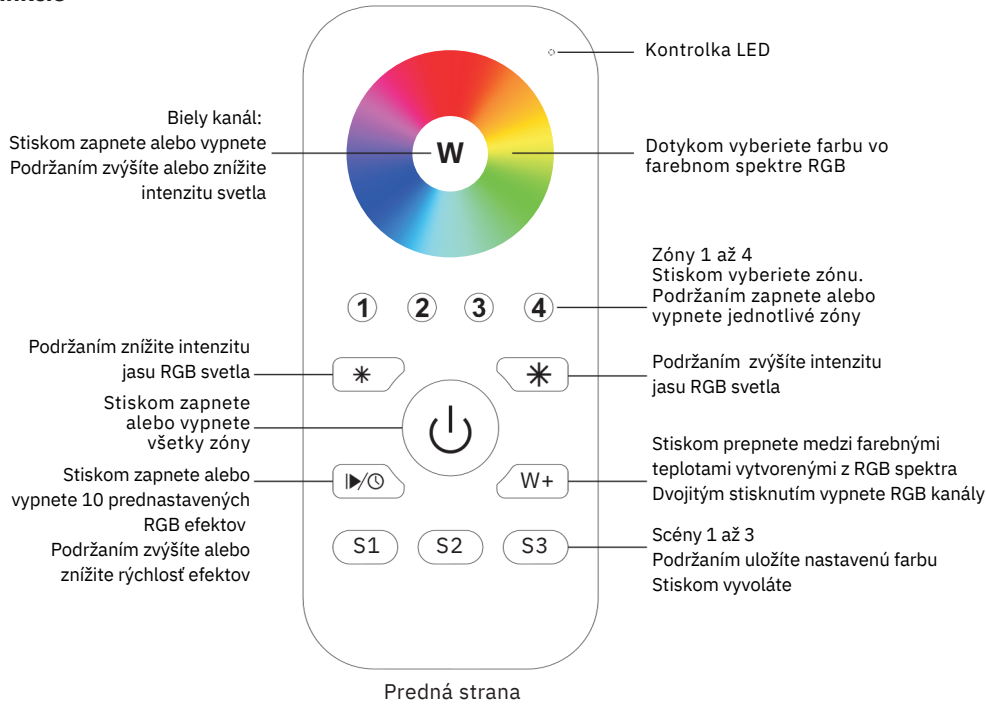 Kontrolka LED
Biely kanál:
Stiskom zapnete alebo vypnete
Podržaním zvýšíte alebo znížite
intenzitu svetla
W
Dotykom vyberiete farbu vo
farebnom spektre RGB
Zóny 1 až 4
Stiskom vyberiete zónu.
Podržaním zapnete alebo
vypnete jednotlivé zóny
1 2 3 4
Podržaním znížite intenzitu
jasu RGB svetla
Podržaním zvýšíte intenzitu
jasu RGB svetla
Stiskom zapnete
alebo vypnete
všetky zóny
Stiskom zapnete alebo
vypnete 10 prednastavených
RGB efektov
Podržaním zvýšíte alebo
znížite rýchlosť efektov
W+
Stiskom prepnete medzi farebnými
teplotami vytvorenými z RGB spektra
Dvojitým stisknutím vypnete RGB kanály
S1 S2 S3
Scény 1 až 3
Podržaním uložíte nastavenú farbu
Stiskom vyvoláte
Predná strana